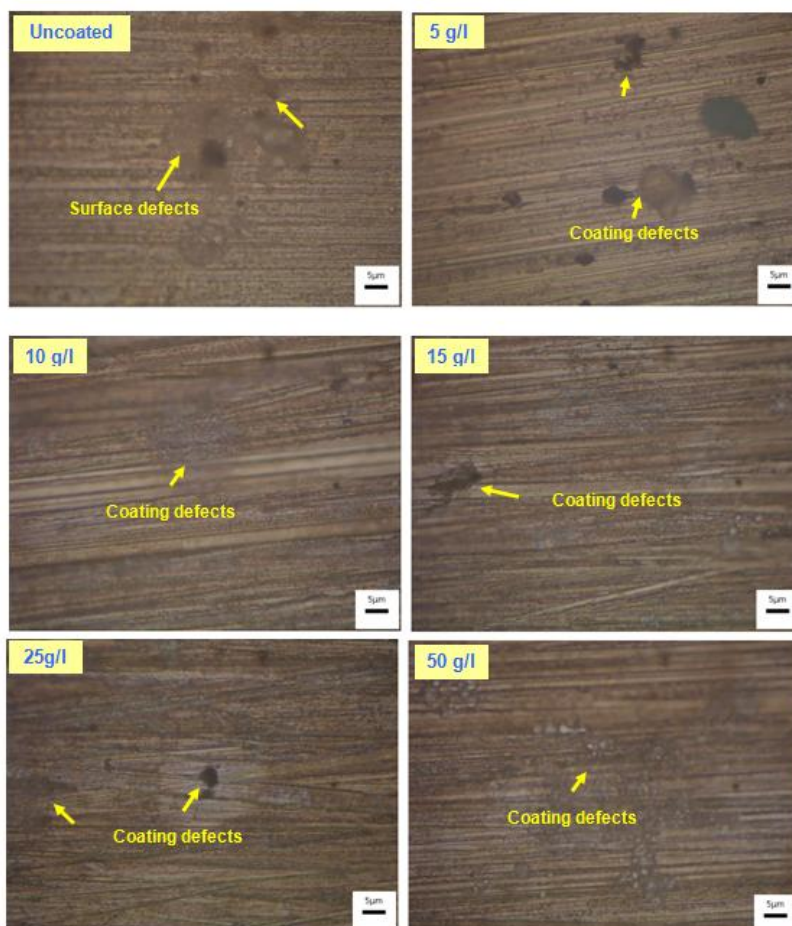 Uncoated
Surface defects
5µm
5 g/l
Coating defects
5µm
10 g/l
Coating defects
5µm
15 g/l
Coating defects
5µm
25g/l
Coating defects
5µm
50 g/l
Coating defects
5µm